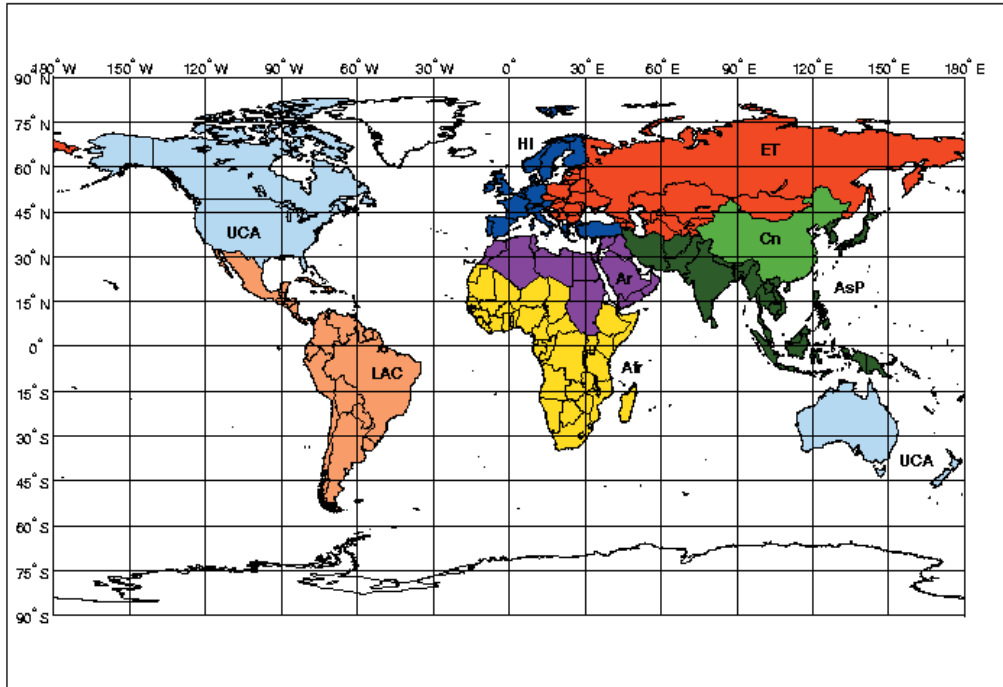 180° W 150° W 120° W 90° W 60° W 30° W 0° 30° E 60° E 90° E 120° E 150° E 180° E
90° N
75° N
HI
ET
60° N
45° N
UCA
Cn
30° N
Ar
AsP
15° N
0°
LAC
Afr
15° S
30° S
UCA
45° S
60° S
75° S
90° S